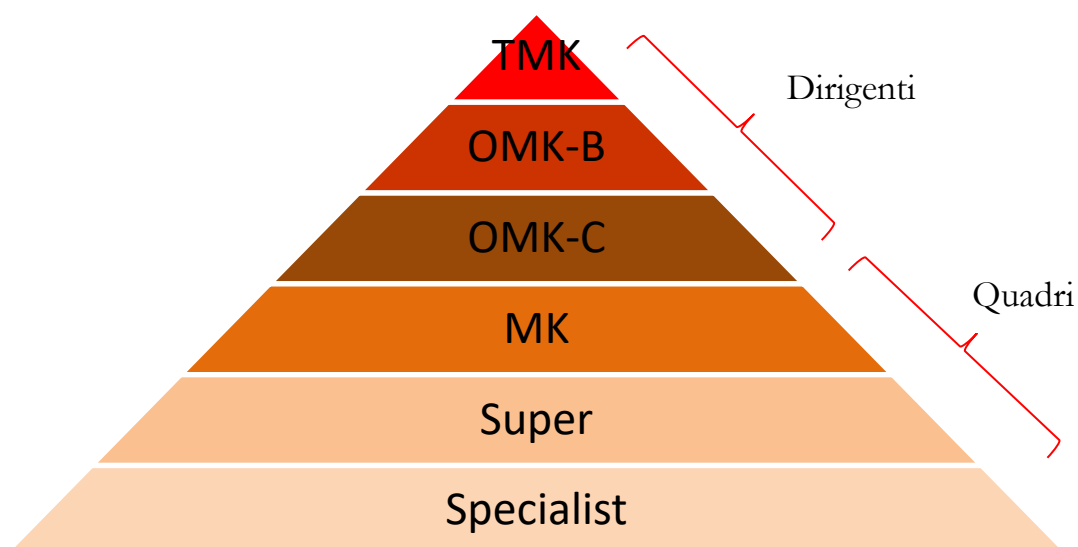 TMK
Dirigenti
OMK-B
OMK-C
Quadri
MK
Super
Specialist